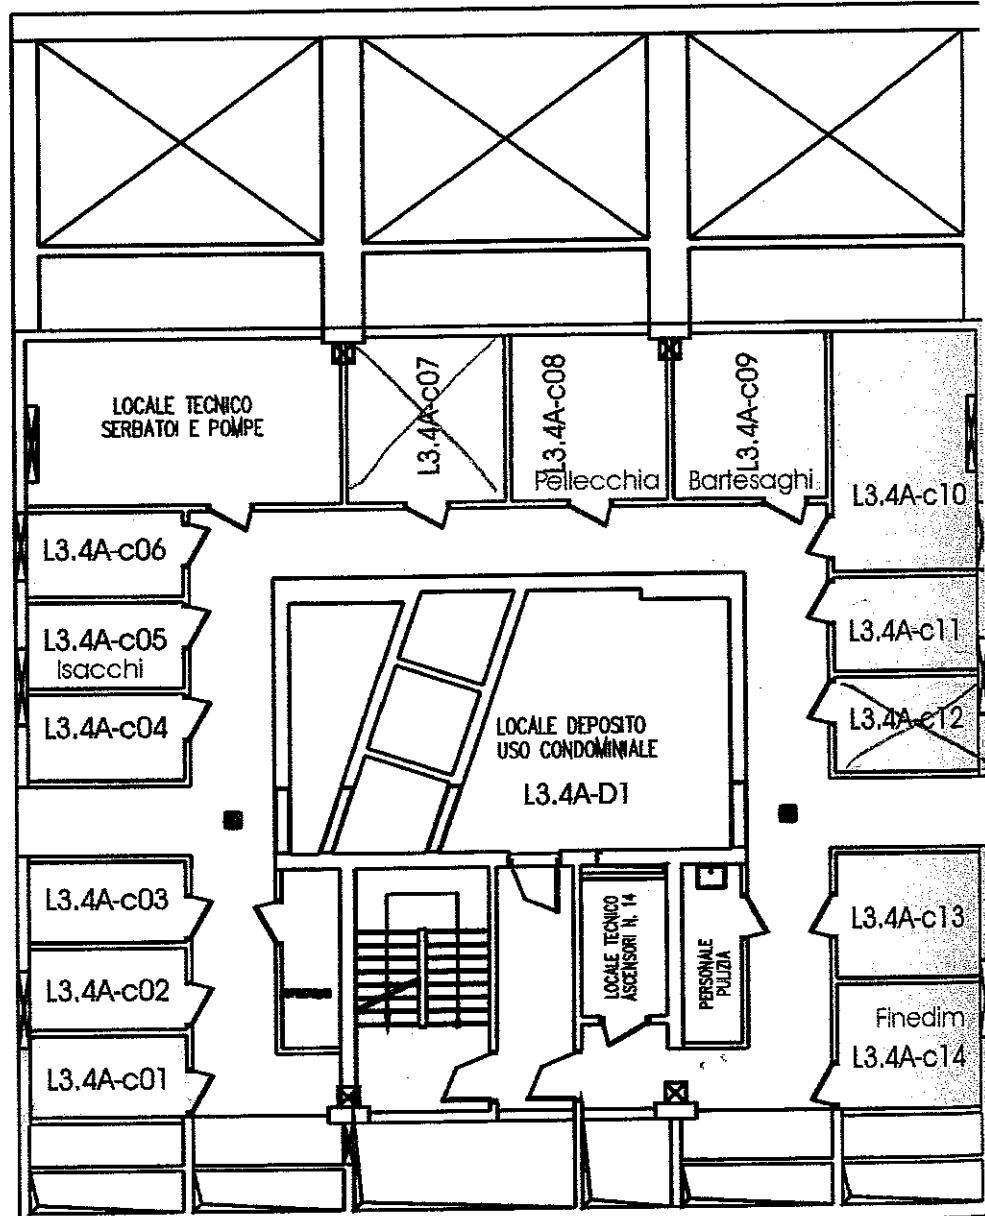 LOCALE TECNICO
SERBATOI E POMPE
L3.4A-c07
L3.4A-c08
Pellecchia
L3.4A-c09
Bartesaghi
L3.4A-c10
L3.4A-c06
L3.4A-c05
Isacchi
L3.4A-c04
L3.4A-c11
L3.4A-c12
LOCALE DEPOSITO
USO CONDOMINIALE
L3.4A-D1
L3.4A-c03
L3.4A-c02
L3.4A-c01
LOCALE TECNICO
ASCENSORI N. 14
PERSONALE
PULIZIA
L3.4A-c13
Finedim
L3.4A-c14